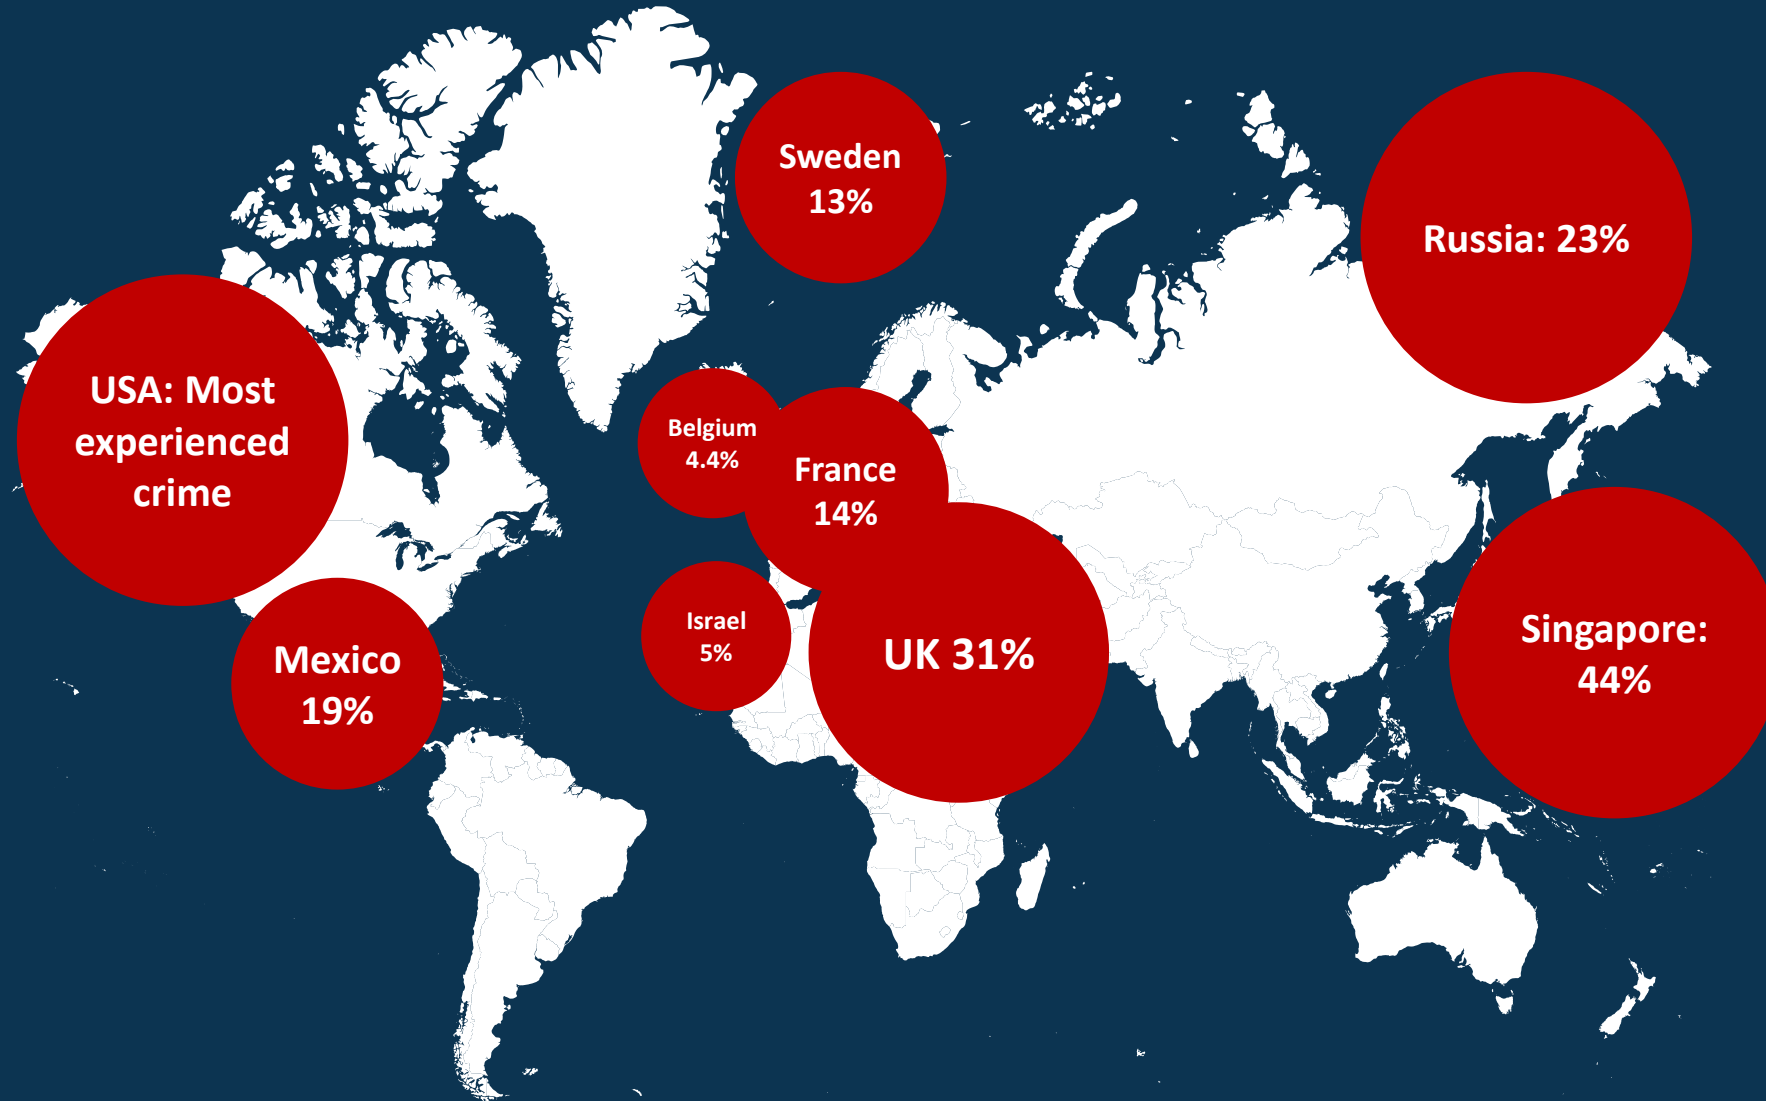 Sweden
13%
Russia: 23%
USA: Most
experienced
crime
Belgium
4.4%
France
14%
Israel
5%
UK 31%
Mexico
19%
Singapore:
44%